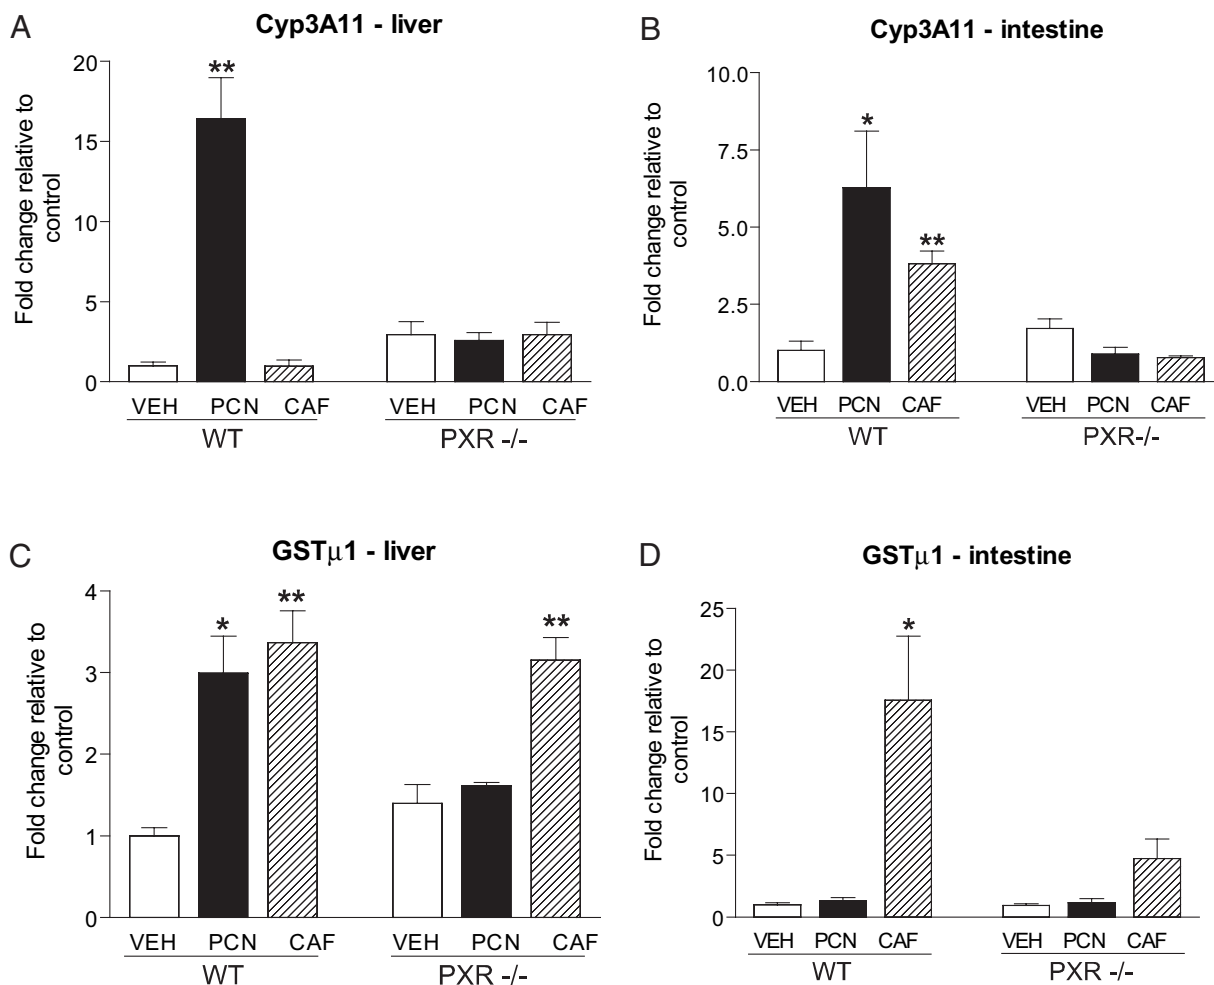 A
Cyp3A11 - liver
Fold change relative to
control
20
15
10
5
0
**
VEH PCN CAF VEH PCN CAF
WT PXR -/-
B
Cyp3A11 - intestine
Fold change relative to
control
10.0
7.5
5.0
2.5
0.0
*
**
VEH PCN CAF VEH PCN CAF
WT PXR-/-
C
GSTμ1 - liver
Fold change relative to
control
4
3
2
1
0
*
**
**
VEH PCN CAF VEH PCN CAF
WT PXR -/-
D
GSTμ1 - intestine
Fold change relative to
control
25
20
15
10
5
0
*
VEH PCN CAF VEH PCN CAF
WT PXR -/-